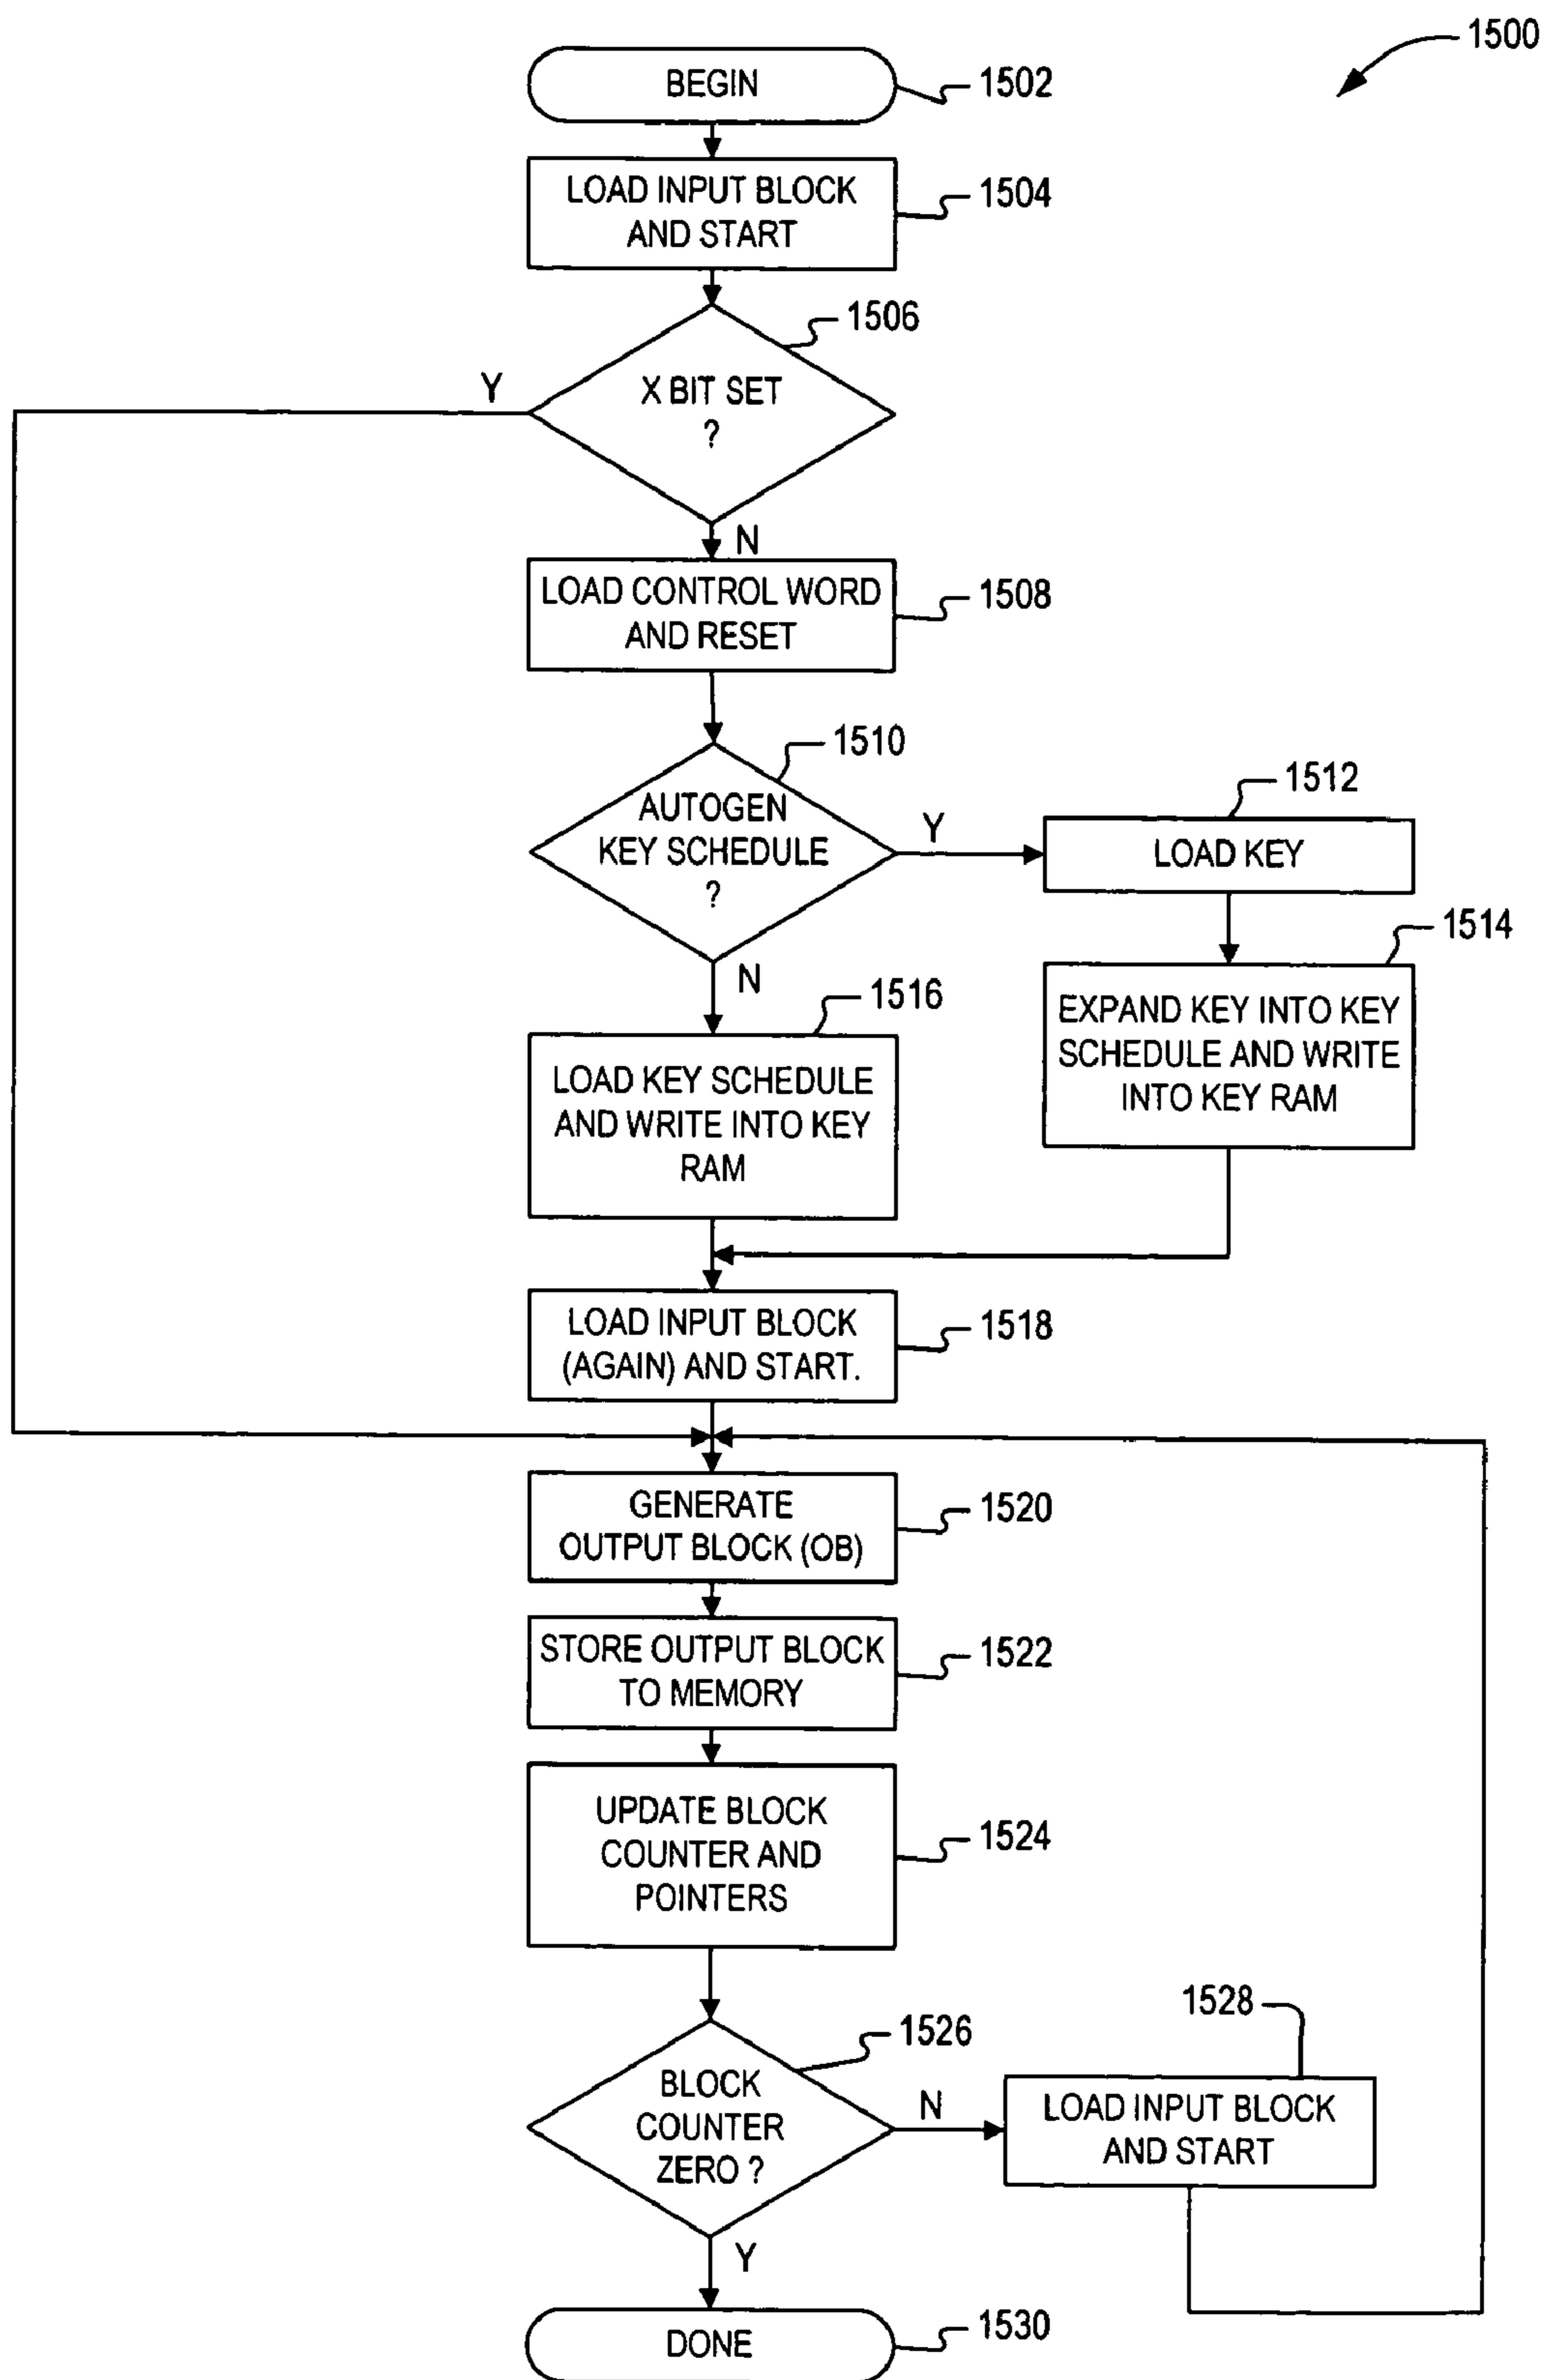 1500
BEGIN
1502
LOAD INPUT BLOCK
AND START
1504
1506
X BIT SET
?
Y
N
LOAD CONTROL WORD
AND RESET
1508
1510
AUTOGEN
KEY SCHEDULE
?
Y
1512
LOAD KEY
1514
EXPAND KEY INTO KEY
SCHEDULE AND WRITE
INTO KEY RAM
N
1516
LOAD KEY SCHEDULE
AND WRITE INTO KEY
RAM
LOAD INPUT BLOCK
(AGAIN) AND START.
1518
GENERATE
OUTPUT BLOCK (OB)
1520
STORE OUTPUT BLOCK
TO MEMORY
1522
UPDATE BLOCK
COUNTER AND
POINTERS
1524
1526
BLOCK
COUNTER
ZERO ?
N
1528
LOAD INPUT BLOCK
AND START
Y
DONE
1530